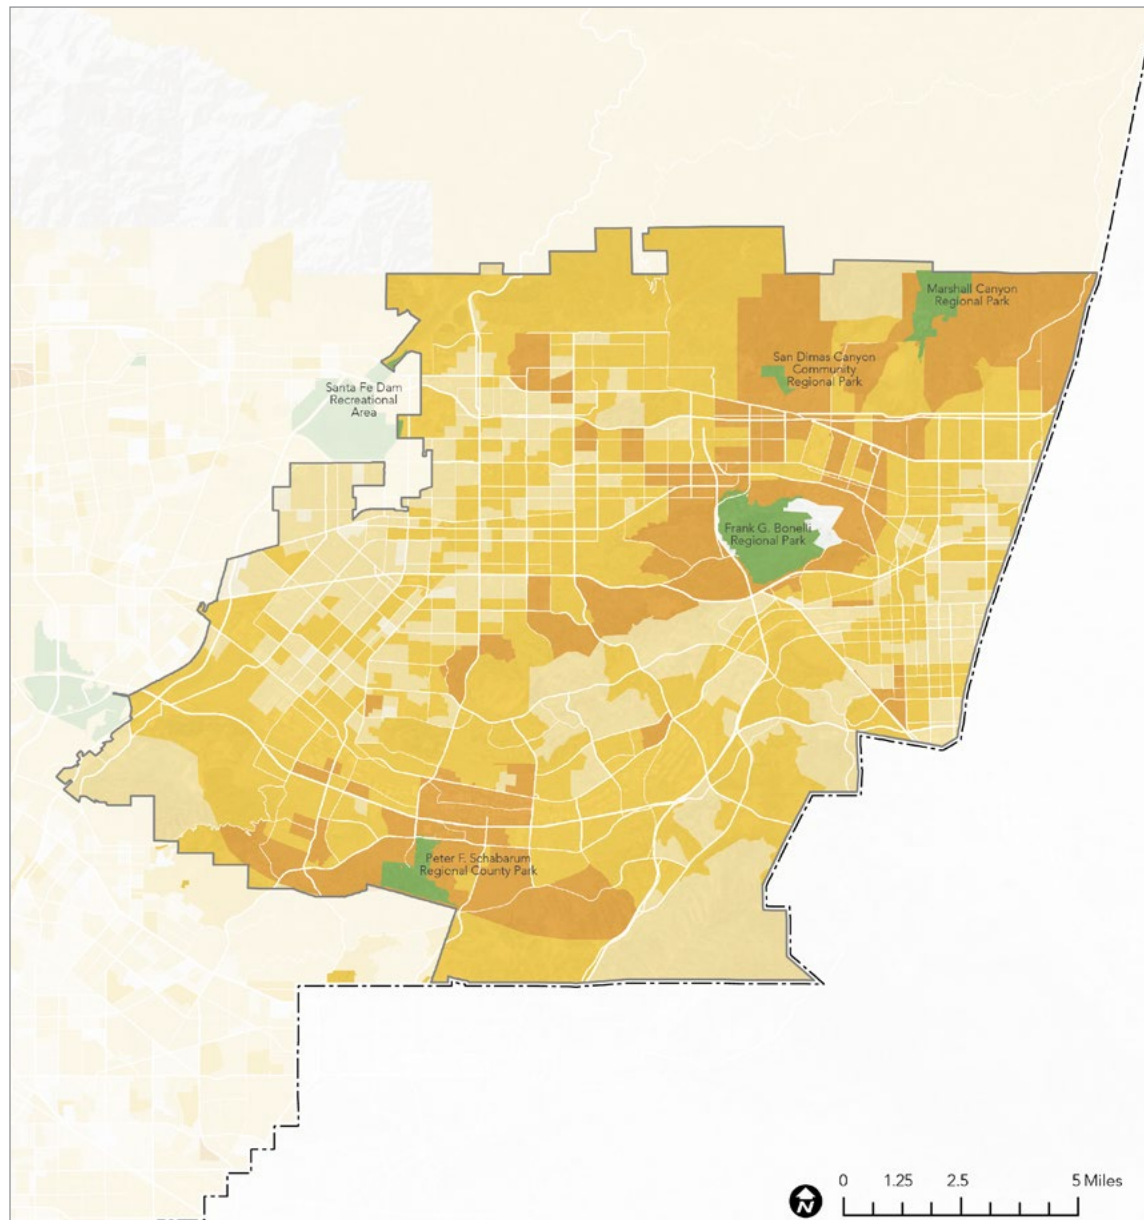 Marshall Canyon
Regional Park
San Dimas Canyon
Community
Regional Park
Santa Fe Dam
Recreational
Area
Frank G. Bonelli
Regional Park
Peter F. Schabarum
Regional County Park
N
0 1.25 2.5 5 Miles